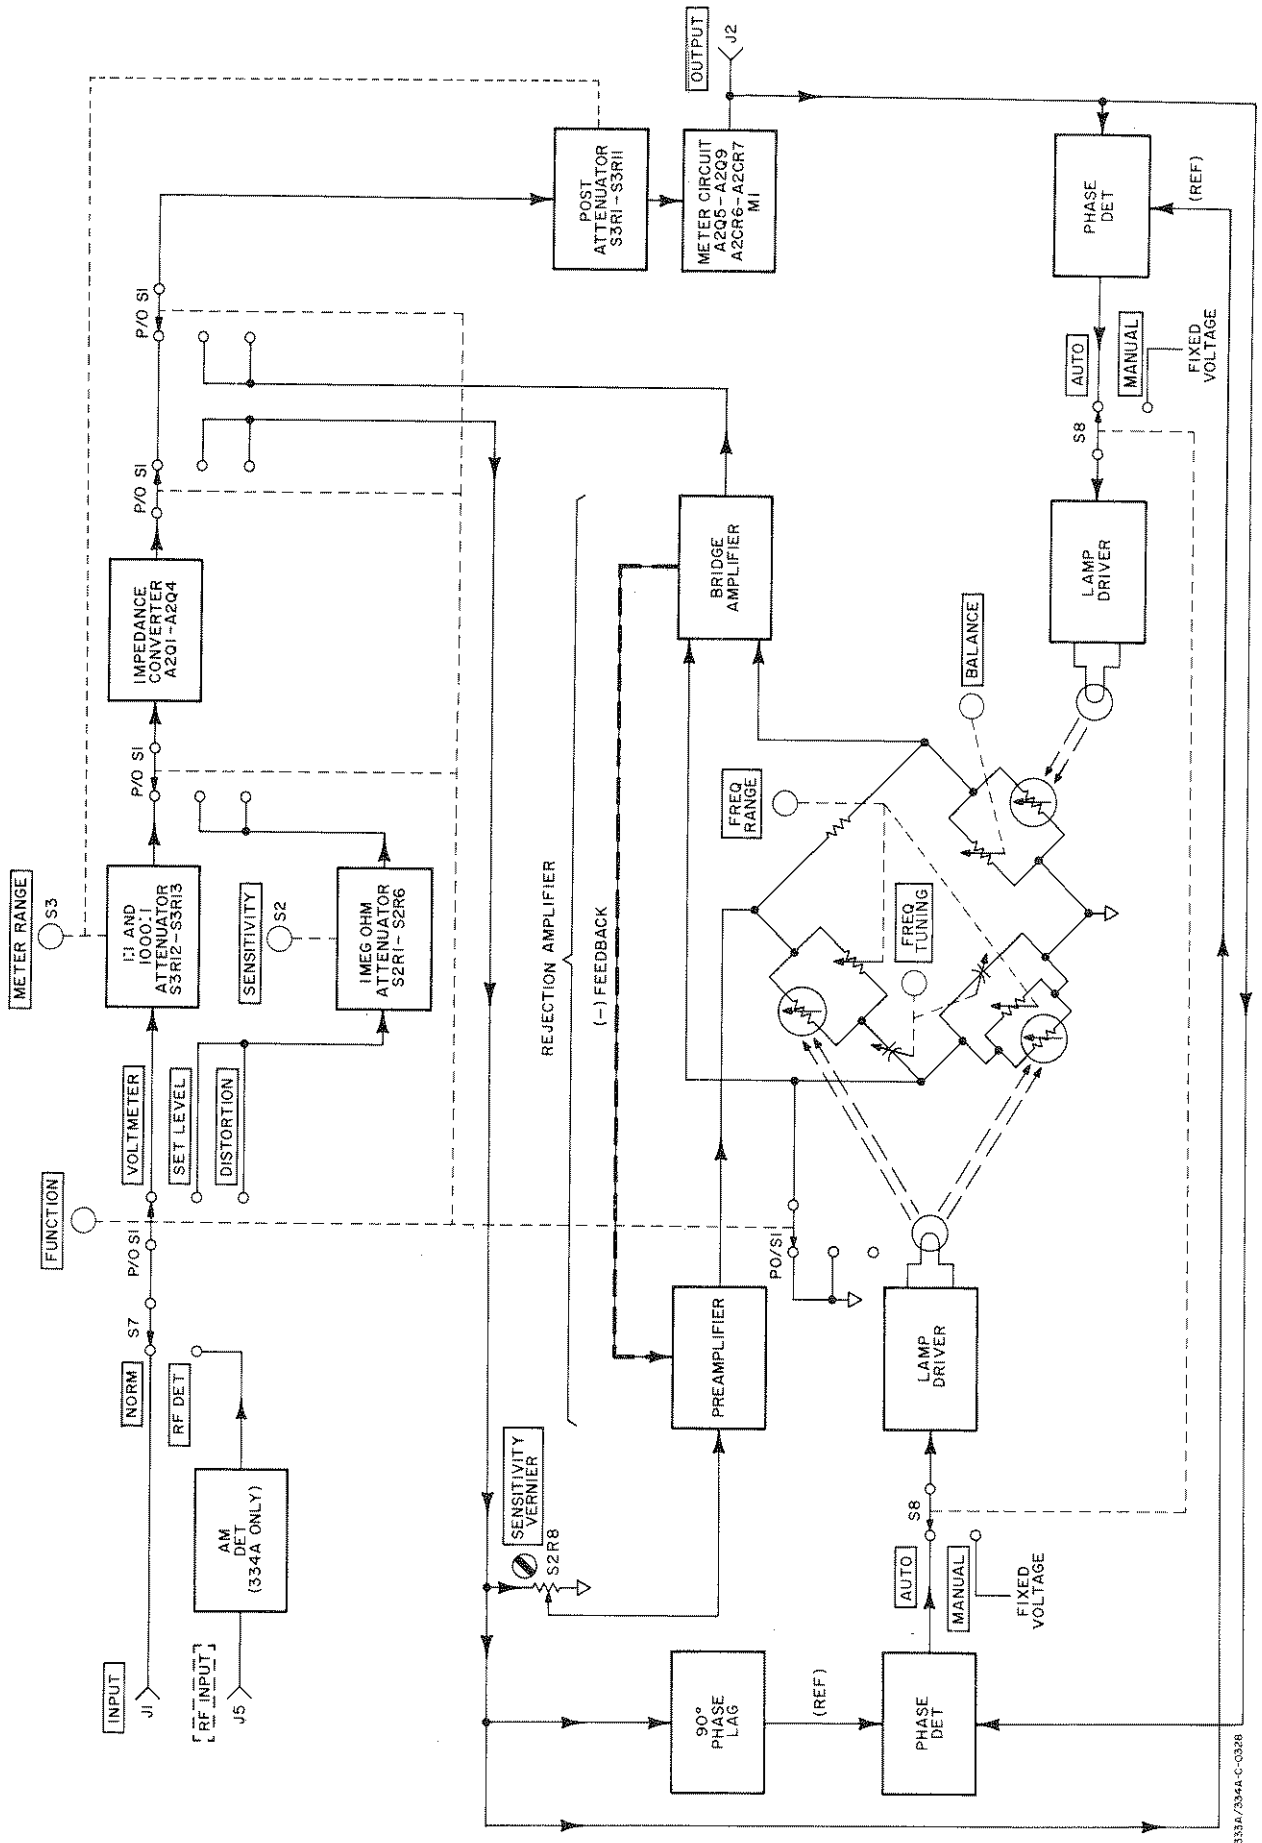 INPUT
J1
RF INPUT
J5
AM
DET
(334A ONLY)
NORM
RF DET
S7
P/O S1
FUNCTION
VOLTMETER
SET LEVEL
DISTORTION
METER RANGE
S3
1:1 AND
1000:1
ATTENUATOR
S3R12-S3R13
SENSITIVITY
S2
1MEG OHM
ATTENUATOR
S2R1-S2R6
P/O S1
IMPEDANCE
CONVERTER
A2Q1-A2Q4
P/O S1
P/O S1
POST
ATTENUATOR
S3R1-S3R11
METER CIRCUIT
A2Q5-A2Q9
A2CR6-A2CR7
M1
OUTPUT
J2
REJECTION AMPLIFIER
(-) FEEDBACK
SENSITIVITY
VERNIER
S2R8
PREAMPLIFIER
BRIDGE
AMPLIFIER
PO/S1
FREQ
TUNING
FREQ
RANGE
BALANCE
90°
PHASE
LAG
(REF)
PHASE
DET
AUTO
MANUAL
FIXED
VOLTAGE
S8
LAMP
DRIVER
LAMP
DRIVER
S8
AUTO
MANUAL
FIXED
VOLTAGE
PHASE
DET
(REF)
333A/334A-C-0328